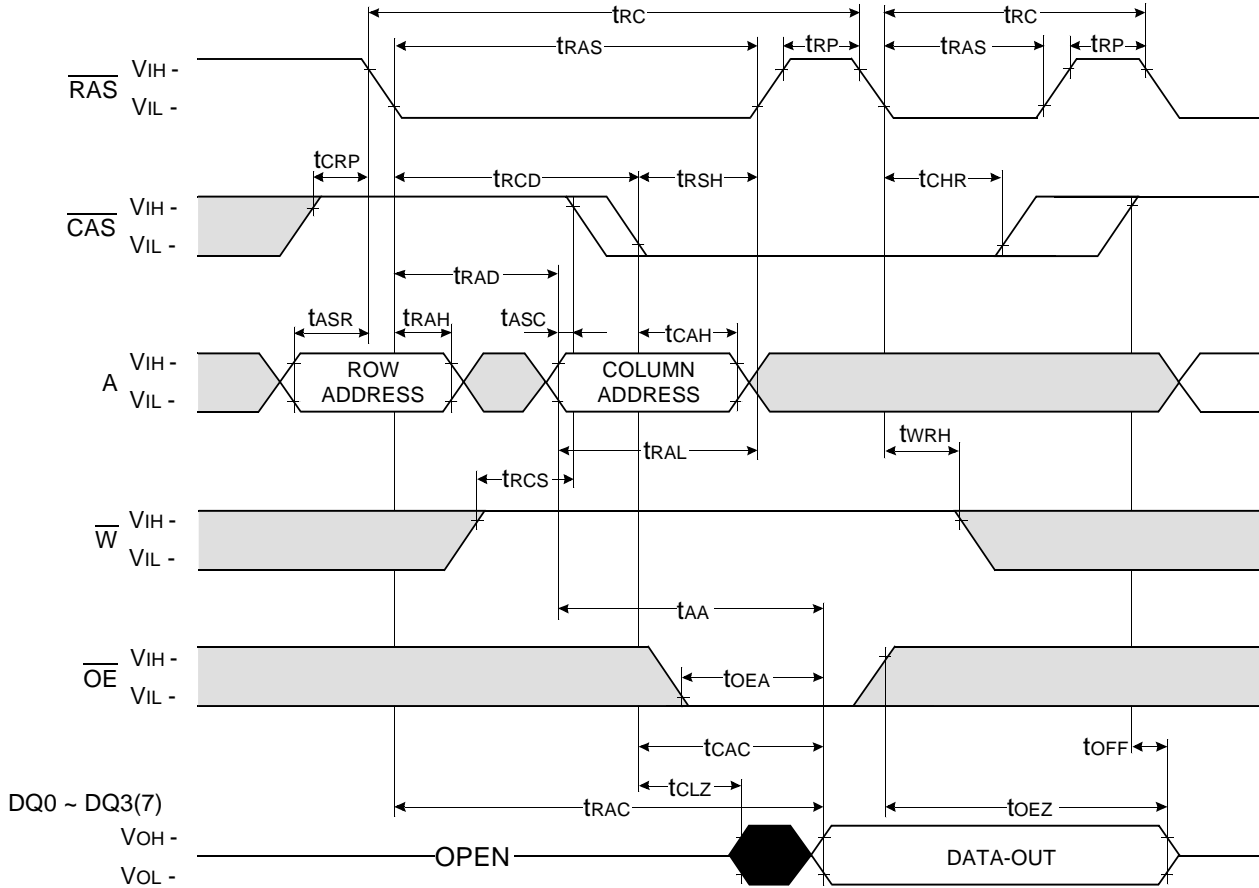 tRC tRC
tRAS tRP tRAS tRP
RAS VIH -
VIL -
tCRP tRCD tRSH tCHR
CAS VIH -
VIL -
tRAD
tASR tRAH tASC tCAH
A VIH -
VIL -
ROW ADDRESS
COLUMN ADDRESS
tWRH
tRAL
tRCS
W VIH -
VIL -
tAA
OE VIH -
VIL -
tOEA
tCAC tOFF
tCLZ
DQ0 ~ DQ3(7) tRAC tOEZ
VOH -
VOL -
OPEN DATA-OUT